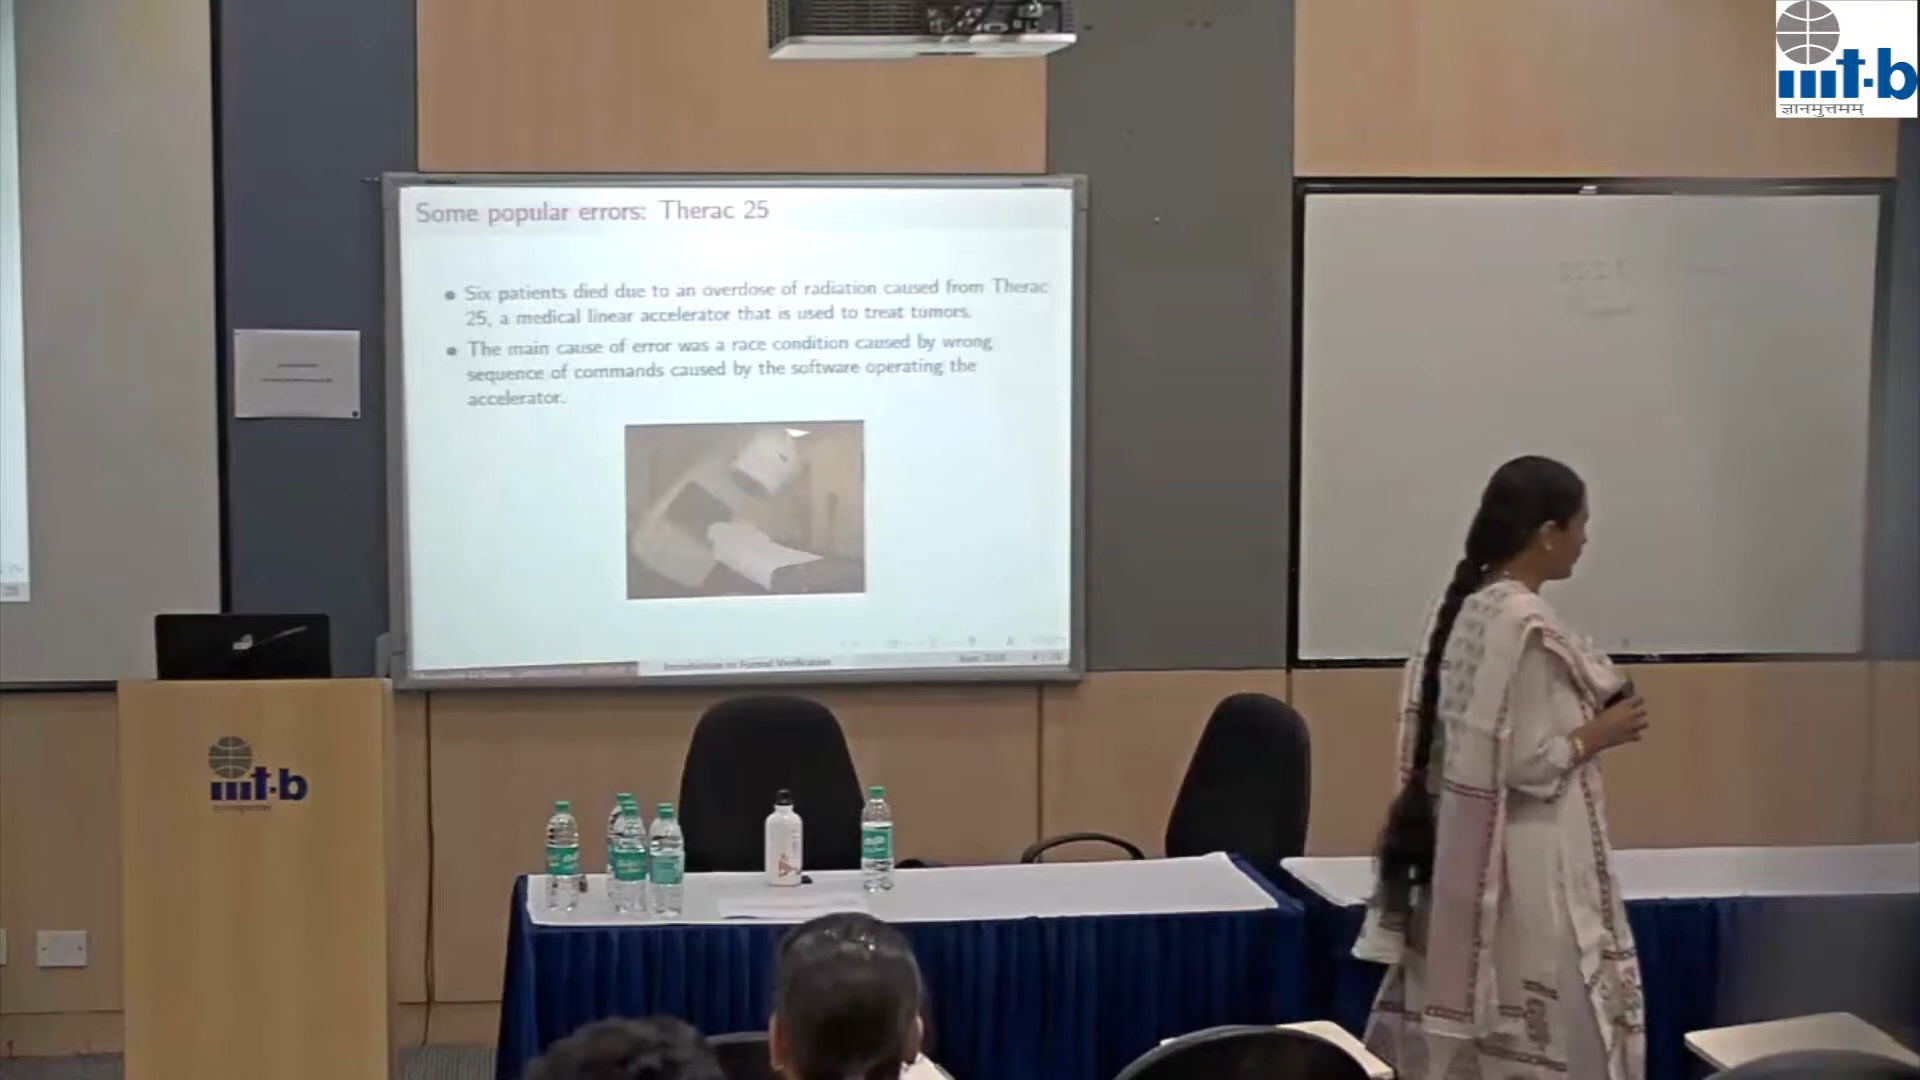 iiit-b
ज्ञानमुत्तमम्
Some popular errors: Therac 25
Six patients died due to an overdose of radiation caused from Therac
25, a medical linear accelerator that is used to treat tumors.
The main cause of error was a race condition caused by wrong
sequence of commands caused by the software operating the
accelerator.
Introduction to Formal Verification
iiit-b